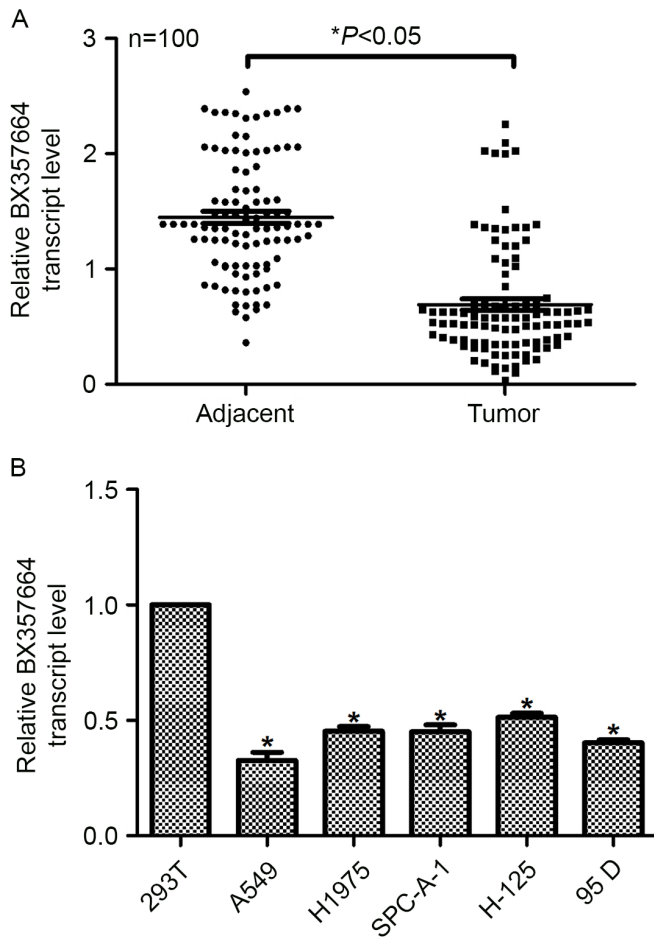 A
n=100
*P<0.05
Relative BX357664
transcript level
3
2
1
0
Adjacent
Tumor
B
Relative BX357664
transcript level
1.5
1.0
0.5
0.0
*
*
*
*
*
293T
A549
H1975
SPC-A-1
H-125
95 D